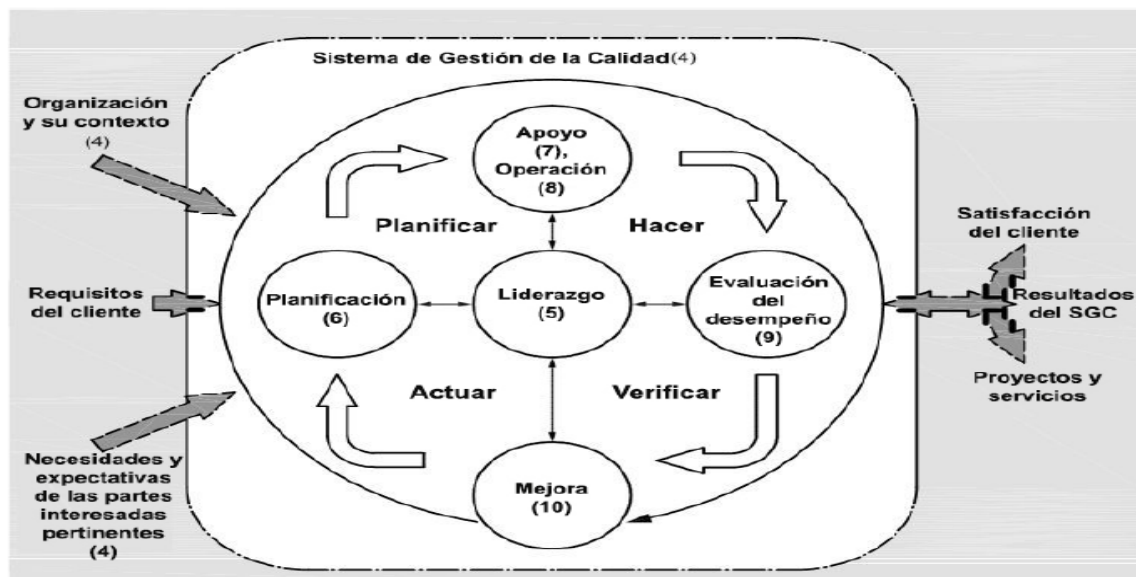 Sistema de Gestión de la Calidad(4)
Organización
y su contexto
(4)
Apoyo
(7),
Operación
(8)
Planificar
Hacer
Satisfacción
del cliente
Requisitos
del cliente
Planificación
(6)
Liderazgo
(5)
Evaluación
del
desempeño
(9)
Resultados
del SGC
Actuar
Verificar
Proyectos y
servicios
Necesidades y
expectativas
de las partes
interesadas
pertinentes
(4)
Mejora
(10)